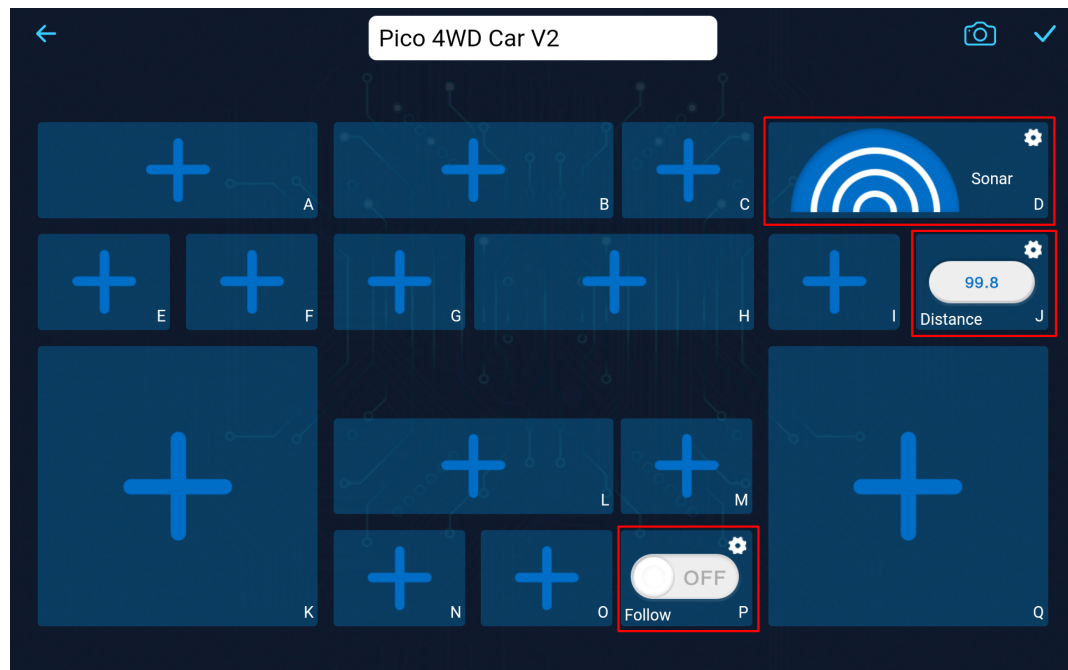 Pico 4WD Car V2
A
B
C
Sonar
D
E
F
G
H
I
99.8
Distance J
K
L
M
N
O
OFF
Follow P
Q